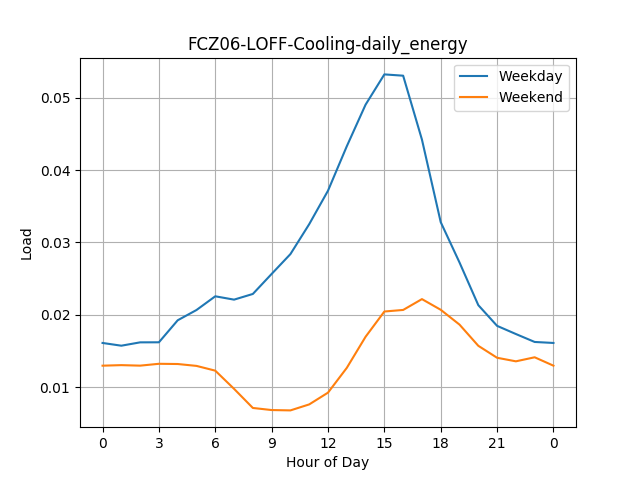 FCZ06-LOFF-Cooling-daily_energy
Weekday
Weekend
0.05
0.04
0.03
0.02
0.01
Load
0 3 6 9 12 15 18 21 0
Hour of Day